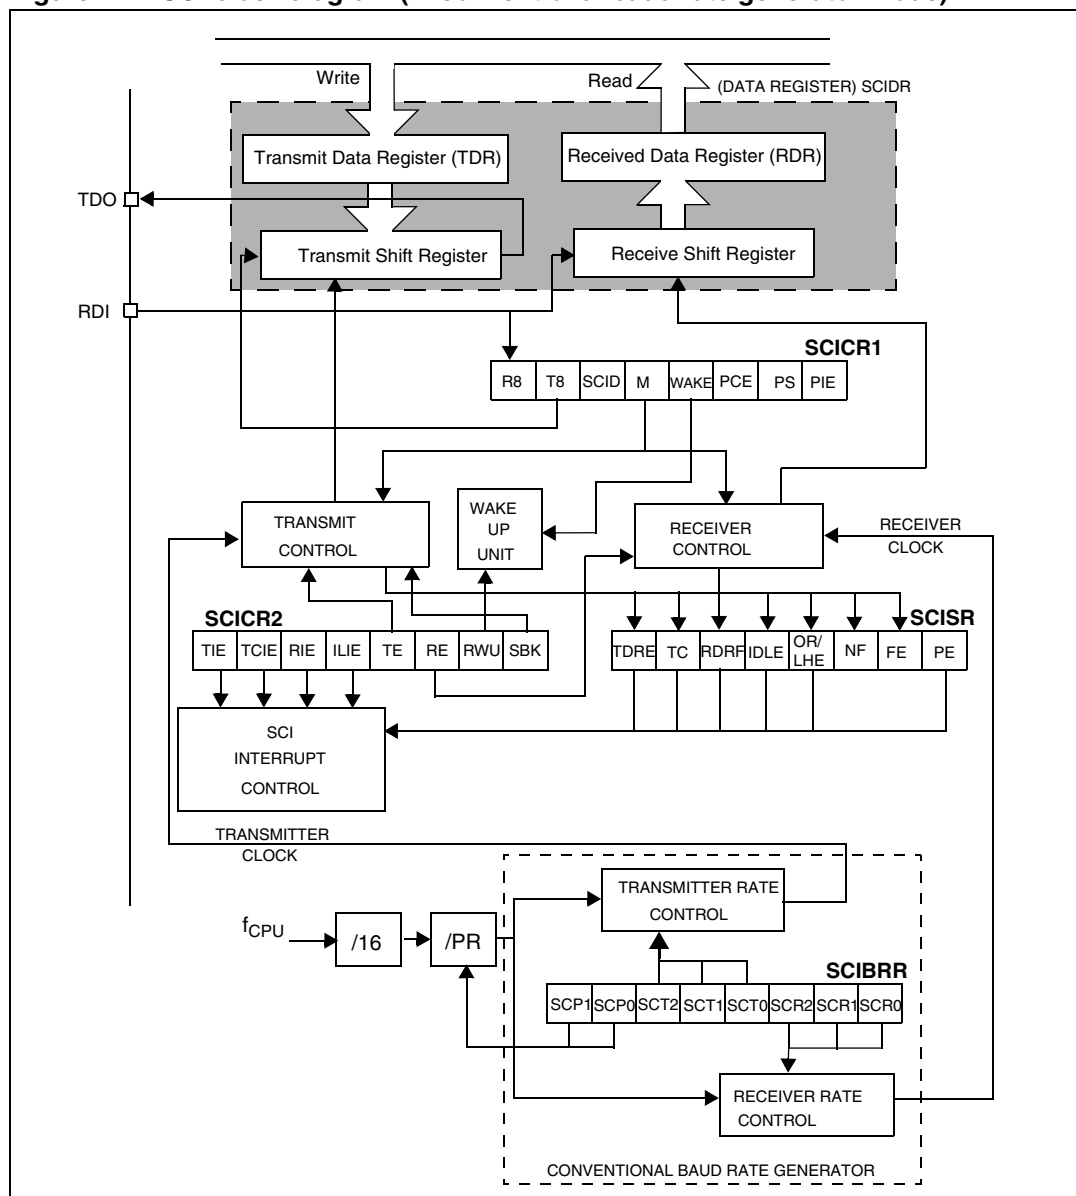 Write
Read
(DATA REGISTER) SCIDR
Transmit Data Register (TDR)
Received Data Register (RDR)
TDO
Transmit Shift Register
Receive Shift Register
RDI
SCICR1
R8 T8 SCID M WAKE PCE PS PIE
TRANSMIT
CONTROL
WAKE
UP
UNIT
RECEIVER
CONTROL
RECEIVER
CLOCK
SCICR2
TIE TCIE RIE ILIE TE RE RWU SBK
SCISR
TDRE TC RDRF IDLE OR/
LHE NF FE PE
SCI
INTERRUPT
CONTROL
TRANSMITTER
CLOCK
TRANSMITTER RATE
CONTROL
fCPU
/16
/PR
SCIBRR
SCP1 SCP0 SCT2 SCT1 SCT0 SCR2 SCR1 SCR0
RECEIVER RATE
CONTROL
CONVENTIONAL BAUD RATE GENERATOR